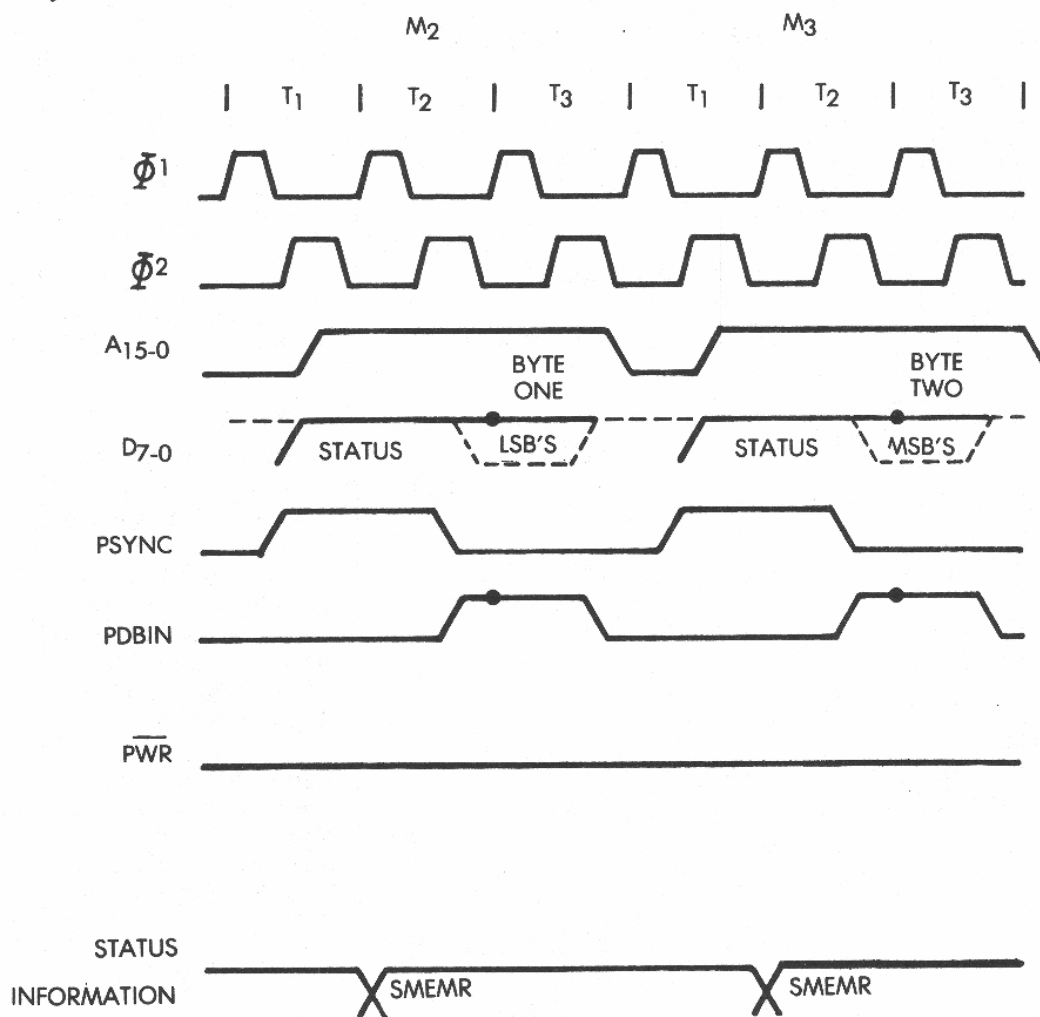 M2 M3
| T1 | T2 | T3 | T1 | T2 | T3 |
Φ1
Φ2
A15-0
BYTE ONE BYTE TWO
D7-0 STATUS LSB'S STATUS MSB'S
PSYNC
PDBIN
PW̅R̅
STATUS INFORMATION SMEMR SMEMR